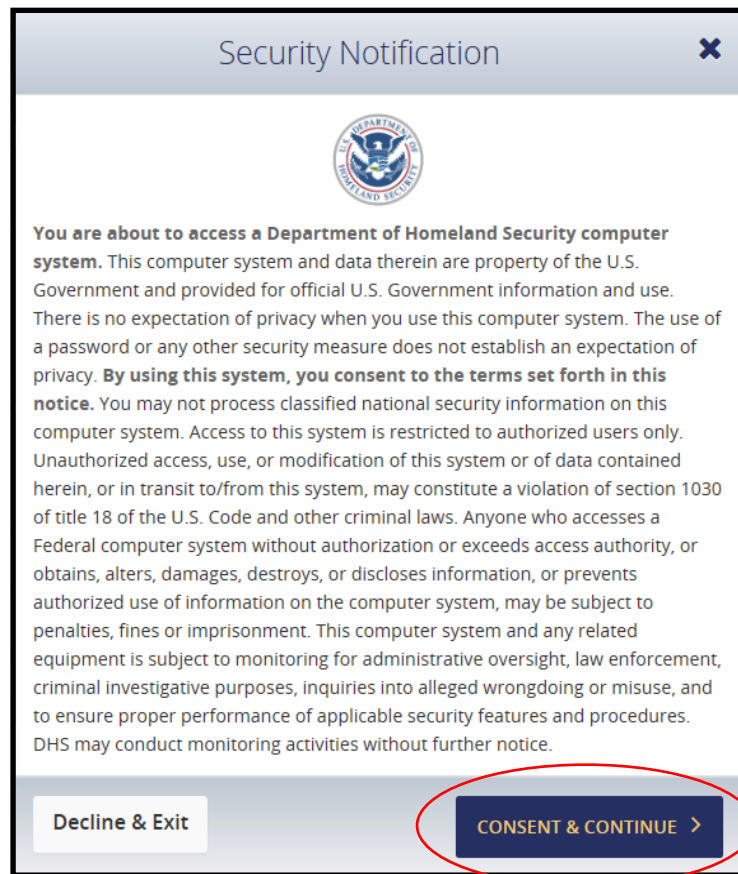 Security Notification
U.S. DEPARTMENT OF HOMELAND SECURITY
You are about to access a Department of Homeland Security computer
system. This computer system and data therein are property of the U.S.
Government and provided for official U.S. Government information and use.
There is no expectation of privacy when you use this computer system. The use of
a password or any other security measure does not establish an expectation of
privacy. By using this system, you consent to the terms set forth in this
notice. You may not process classified national security information on this
computer system. Access to this system is restricted to authorized users only.
Unauthorized access, use, or modification of this system or of data contained
herein, or in transit to/from this system, may constitute a violation of section 1030
of title 18 of the U.S. Code and other criminal laws. Anyone who accesses a
Federal computer system without authorization or exceeds access authority, or
obtains, alters, damages, destroys, or discloses information, or prevents
authorized use of information on the computer system, may be subject to
penalties, fines or imprisonment. This computer system and any related
equipment is subject to monitoring for administrative oversight, law enforcement,
criminal investigative purposes, inquiries into alleged wrongdoing or misuse, and
to ensure proper performance of applicable security features and procedures.
DHS may conduct monitoring activities without further notice.
Decline & Exit
CONSENT & CONTINUE >